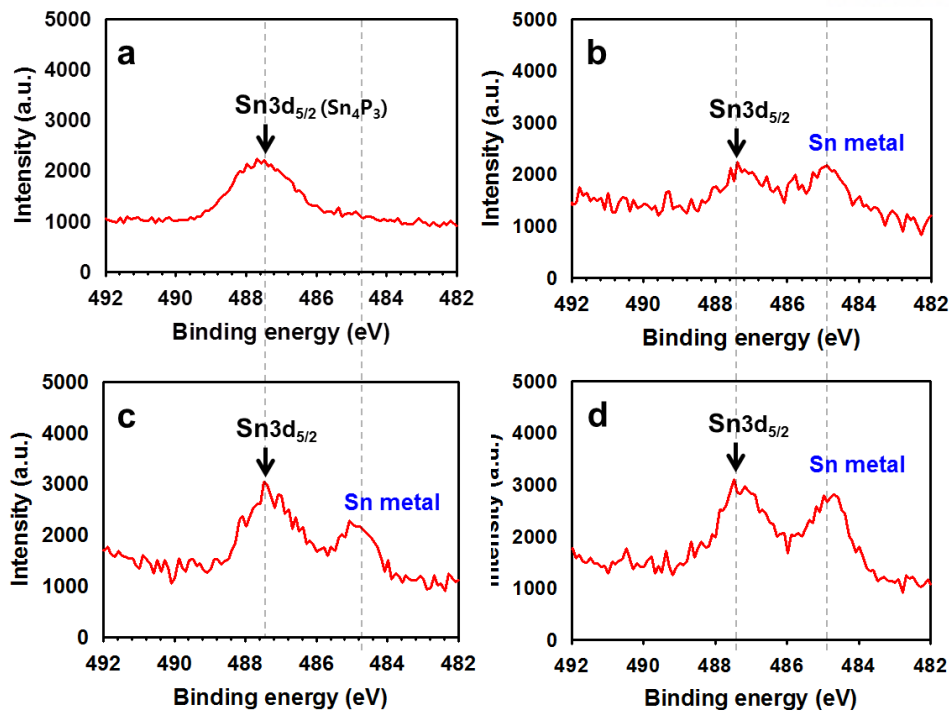 a
Sn3d5/2 (Sn4P3)
Intensity (a.u.)
5000
4000
3000
2000
1000
0
492 490 488 486 484 482
Binding energy (eV)
b
Sn3d5/2
Sn metal
Intensity (a.u.)
5000
4000
3000
2000
1000
0
492 490 488 486 484 482
Binding energy (eV)
c
Sn3d5/2
Sn metal
Intensity (a.u.)
5000
4000
3000
2000
1000
0
492 490 488 486 484 482
Binding energy (eV)
d
Sn3d5/2
Sn metal
Intensity (a.u.)
5000
4000
3000
2000
1000
0
492 490 488 486 484 482
Binding energy (eV)